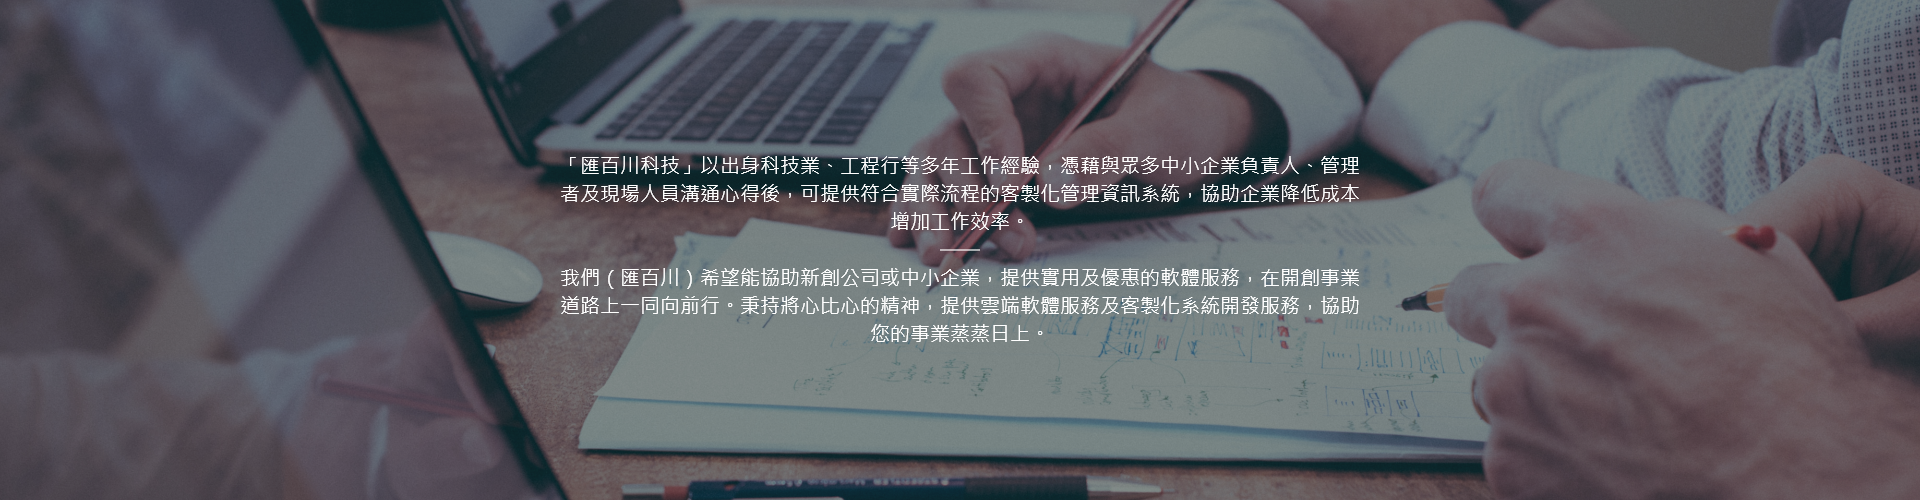 「匯百川科技」以出身科技業、工程行等多年工作經驗，憑藉與眾多中小企業負責人、管理
者及現場人員溝通心得後，可提供符合實際流程的客製化管理資訊系統，協助企業降低成本
增加工作效率。
我們（匯百川）希望能協助新創公司或中小企業，提供實用及優惠的軟體服務，在開創事業
道路上一同向前行。秉持將心比心的精神，提供雲端軟體服務及客製化系統開發服務，協助
您的事業蒸蒸日上。